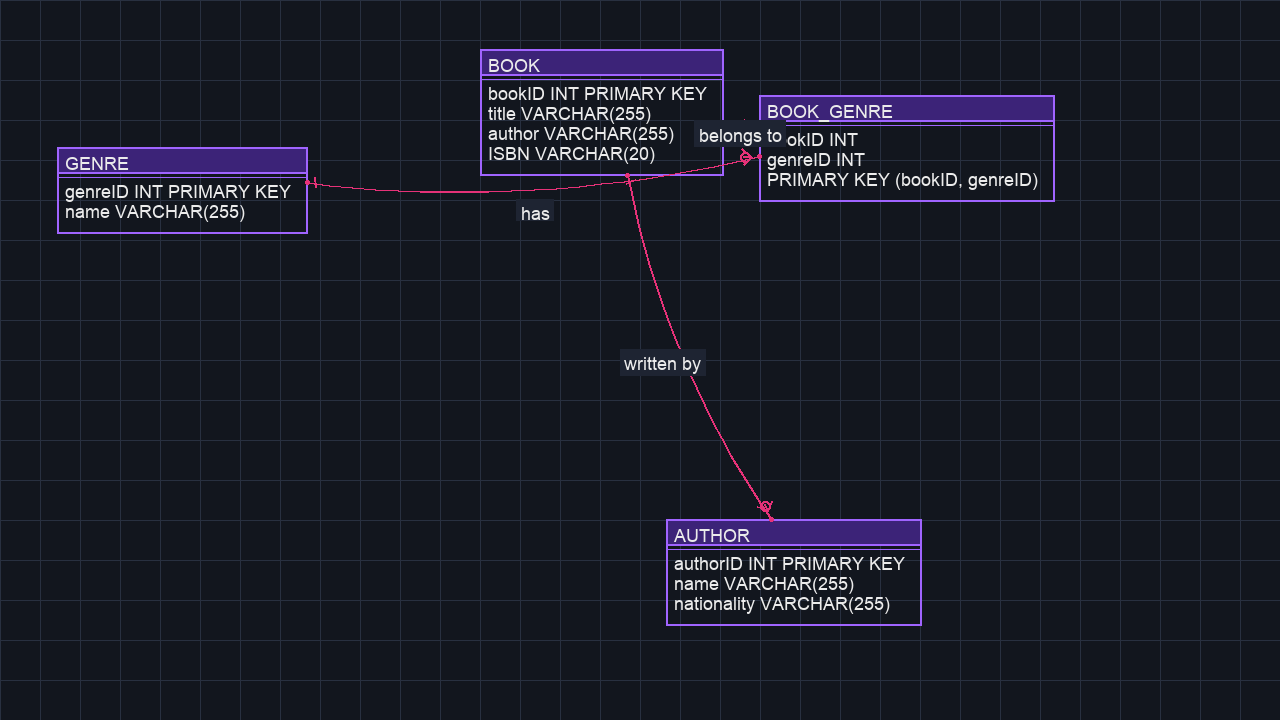 BOOK
bookID INT PRIMARY KEY
title VARCHAR(255)
author VARCHAR(255)
ISBN VARCHAR(20)
belongs to
BOOK_GENRE
ookID INT
genreID INT
PRIMARY KEY (bookID, genreID)
GENRE
genreID INT PRIMARY KEY
name VARCHAR(255)
has
written by
AUTHOR
authorID INT PRIMARY KEY
name VARCHAR(255)
nationality VARCHAR(255)